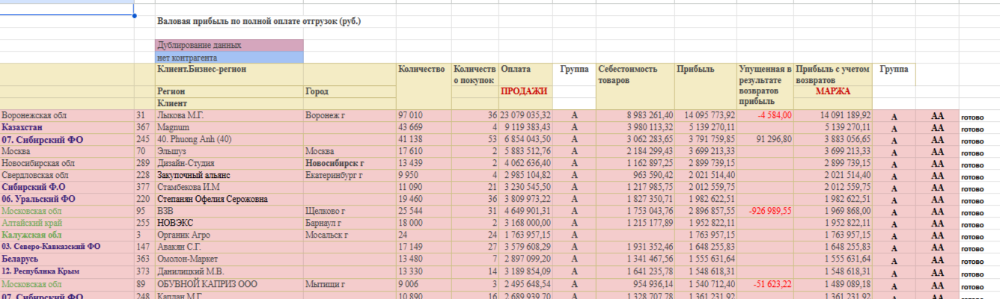 Валовая прибыль по полной оплате отгрузок (руб.)
Дублирование данных
нет контрагента
Клиент.Бизнес-регион Количество Количество покупок Оплата Группа Себестоимость товаров Прибыль Упущенная в результате возвратов прибыль Прибыль с учетом возвратов Группа
Регион Город ПРОДАЖИ МАРЖА
Клиент
Воронежская обл 31 Лыкова М.Г. Воронеж г 97 010 36 23 079 035,32 А 8 983 261,40 14 095 773,92 -4 584,00 14 091 189,92 А АА готово
Казахстан 367 Magnum 43 669 4 9 119 383,43 А 3 980 113,32 5 139 270,11 5 139 270,11 А АА готово
07. Сибирский ФО 245 40. Phuong Anh (40) 41 138 53 6 854 043,50 А 3 062 283,65 3 791 759,85 91 296,80 3 883 056,65 А АА готово
Москва 70 Эльшуз Москва 17 610 2 5 883 512,76 А 2 184 299,43 3 699 213,33 3 699 213,33 А АА готово
Новосибирская обл 289 Дизайн-Студия Новосибирск г 13 439 2 4 062 636,40 А 1 162 897,25 2 899 739,15 2 899 739,15 А АА готово
Свердловская обл 228 Закупочный альянс Екатеринбург г 9 950 4 2 985 104,82 А 963 590,42 2 021 514,40 2 021 514,40 А АА готово
Сибирский Ф.О 377 Стамбекова И.М 11 090 21 3 230 545,50 А 1 217 985,75 2 012 559,75 2 012 559,75 А АА готово
06. Уральский ФО 220 Степанян Офелия Серожовна 19 460 36 3 809 973,22 А 1 827 350,71 1 982 622,51 1 982 622,51 А АА готово
Московская обл 95 ВЗВ Щелково г 25 544 31 4 649 901,31 А 1 753 043,76 2 896 857,55 -926 989,55 1 969 868,00 А АА готово
Алтайский край 255 НОВЭКС Барнаул г 18 000 2 3 168 000,00 А 1 215 177,89 1 952 822,11 1 952 822,11 А АА готово
Калужская обл 3 Органик Агро Мосальск г 24 24 1 763 957,15 А 1 763 957,15 1 763 957,15 А АА готово
03. Северо-Кавказский ФО 147 Авакян С.Г. 17 149 27 3 579 608,29 А 1 931 352,46 1 648 255,83 1 648 255,83 А АА готово
Беларусь 363 Омолон-Маркет 13 480 7 2 897 099,20 А 1 341 467,56 1 555 631,64 1 555 631,64 А АА готово
12. Республика Крым 373 Данилицкий М.В. 13 330 14 3 189 854,09 А 1 641 235,78 1 548 618,31 1 548 618,31 А АА готово
Московская обл 89 ОБУВНОЙ КАПРИЗ ООО Мытищи г 9 006 3 2 495 648,54 А 954 936,14 1 540 712,40 -51 623,22 1 489 089,18 А АА готово
07. Сибирский ФО 248 Каплан М.Г. 10 890 16 2 689 939,70 А 1 328 707,78 1 361 231,92 1 361 231,92 А АА готово